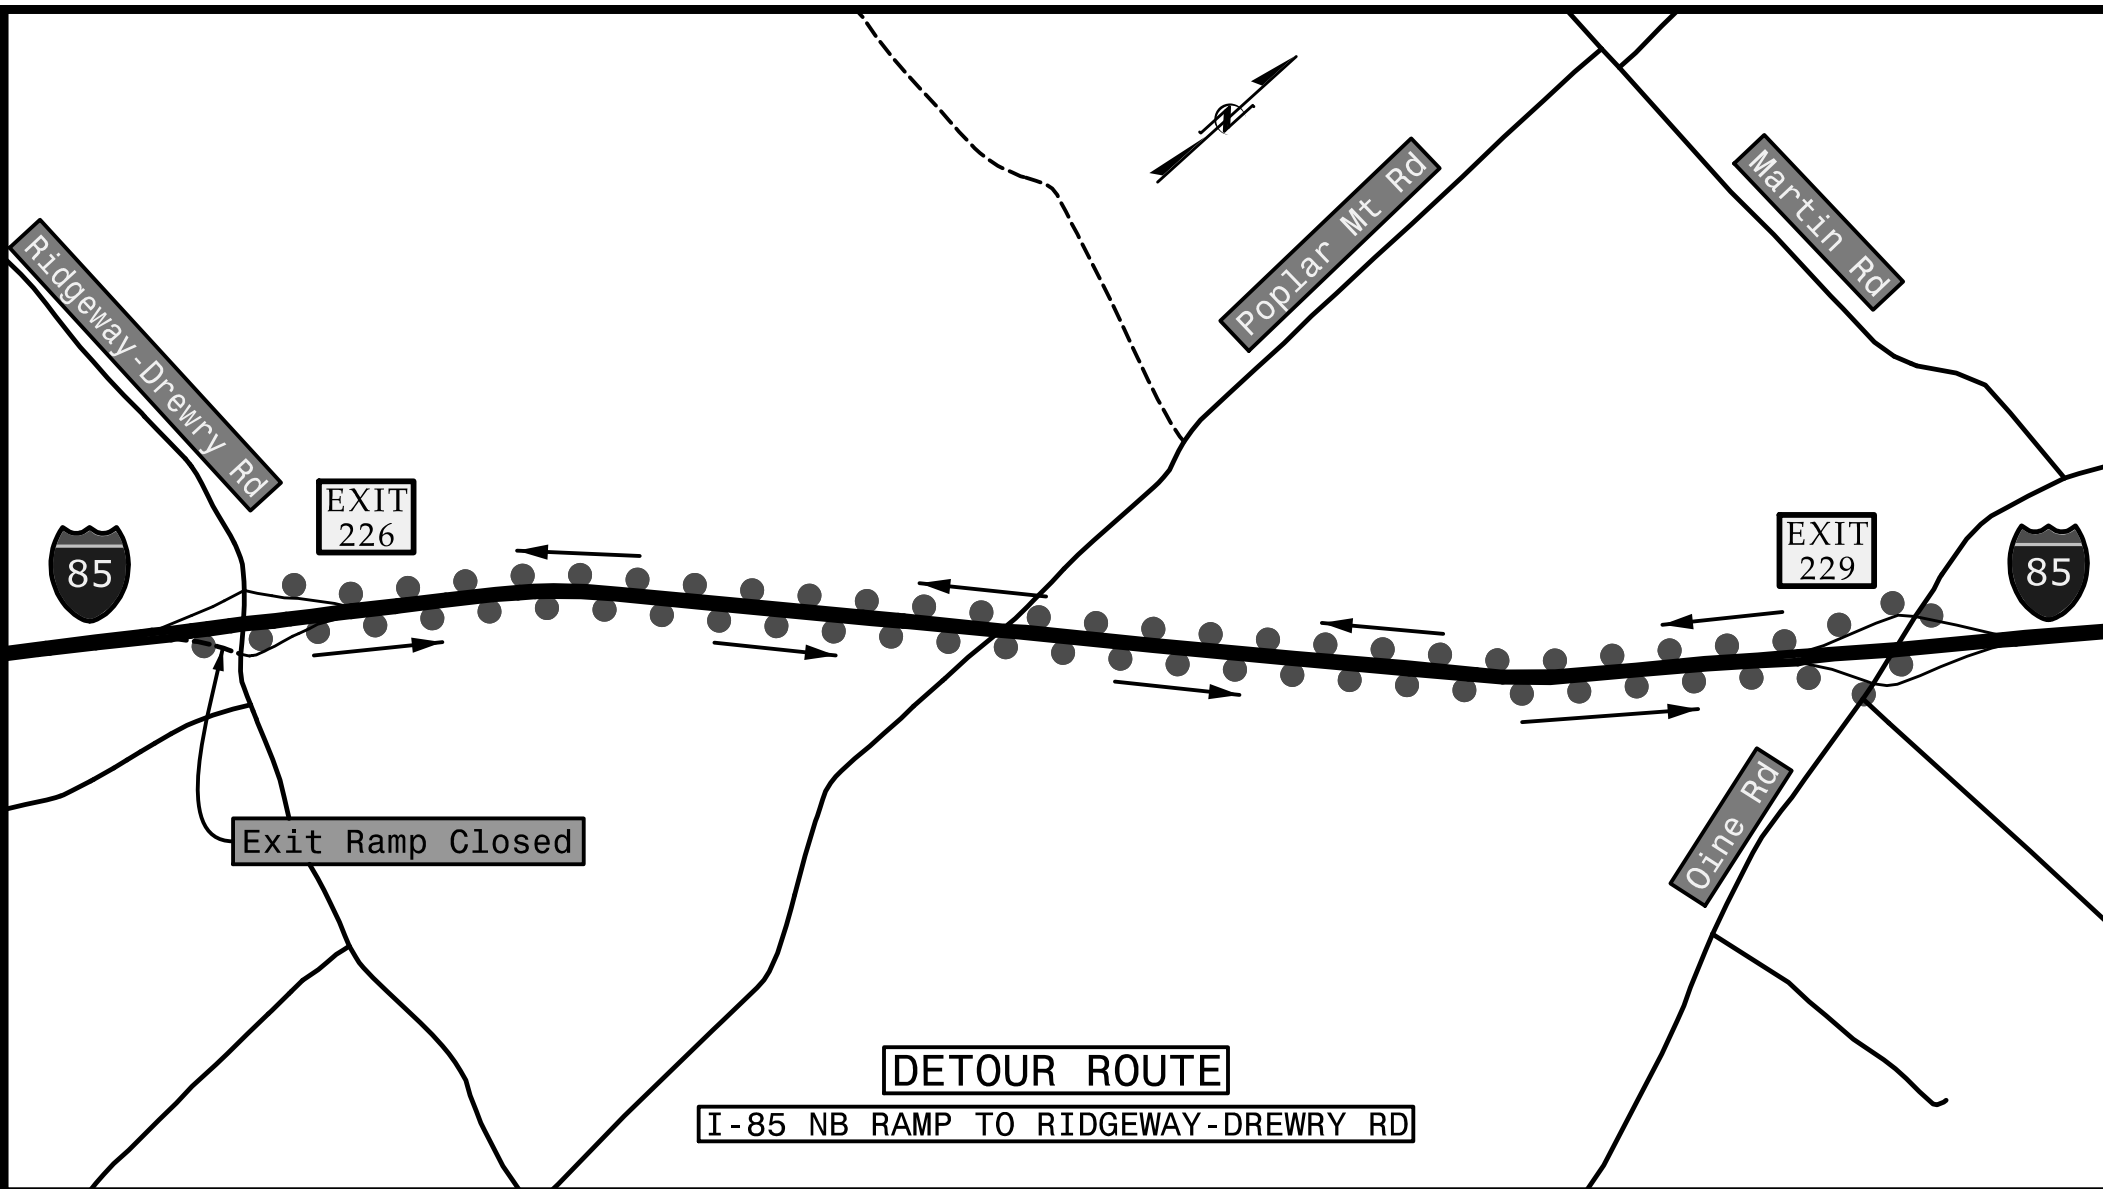 N
Poplar Mt Rd
Martin Rd
Ridgeway-Drewry Rd
EXIT
226
85
EXIT
229
85
Oine Rd
Exit Ramp Closed
DETOUR ROUTE
I-85 NB RAMP TO RIDGEWAY-DREWRY RD